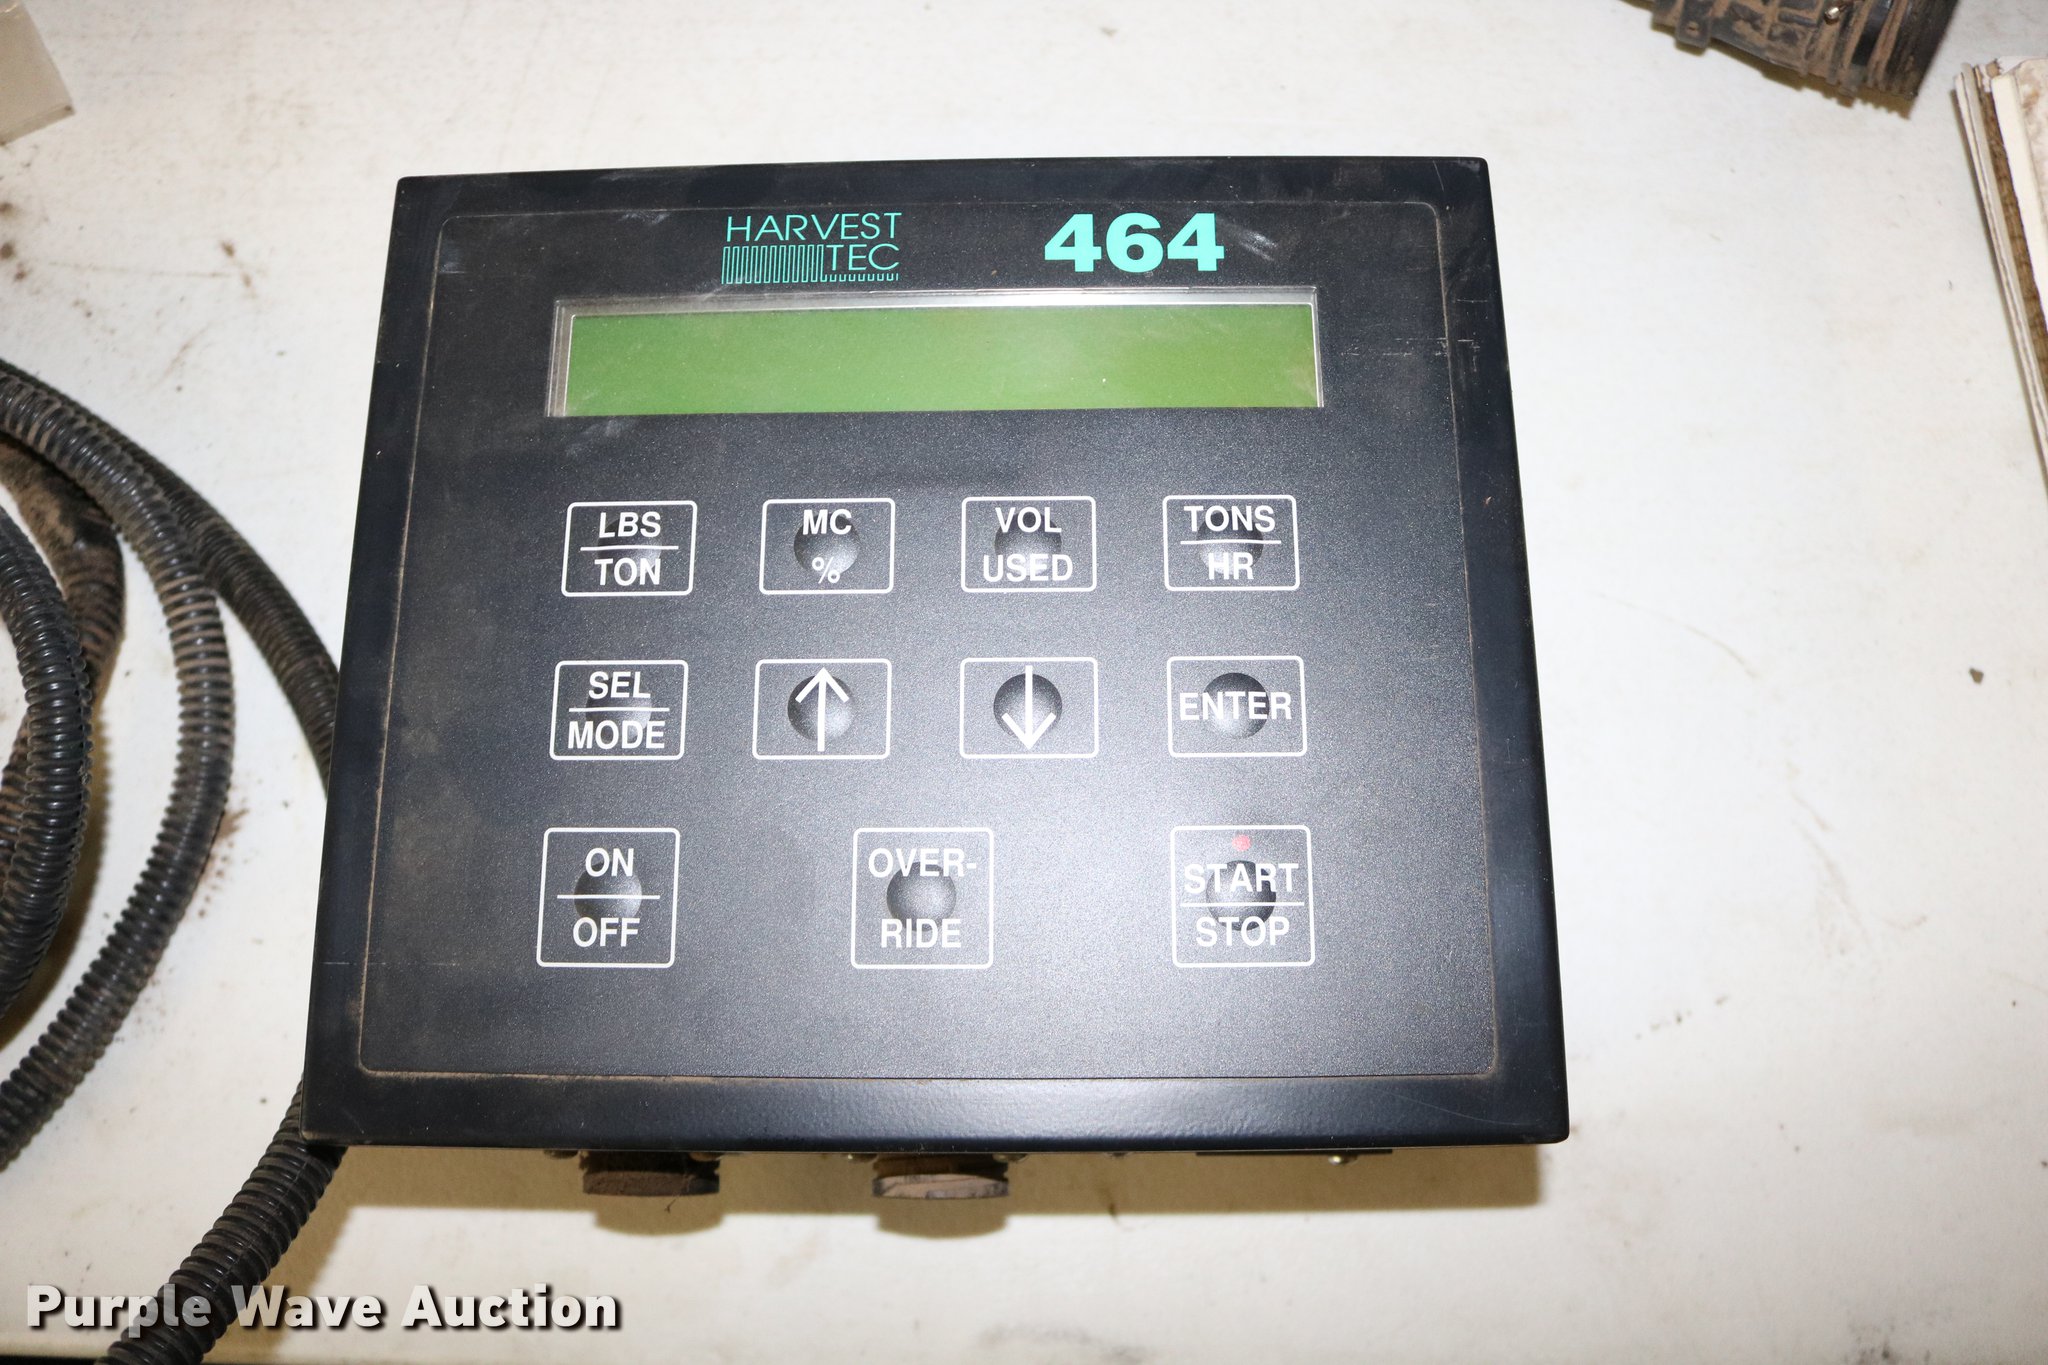 HARVEST
TEC
464
LBS
TON
MC
%
VOL
USED
TONS
HR
SEL
MODE
ENTER
ON
OFF
OVER-
RIDE
START
STOP
Purple Wave Auction